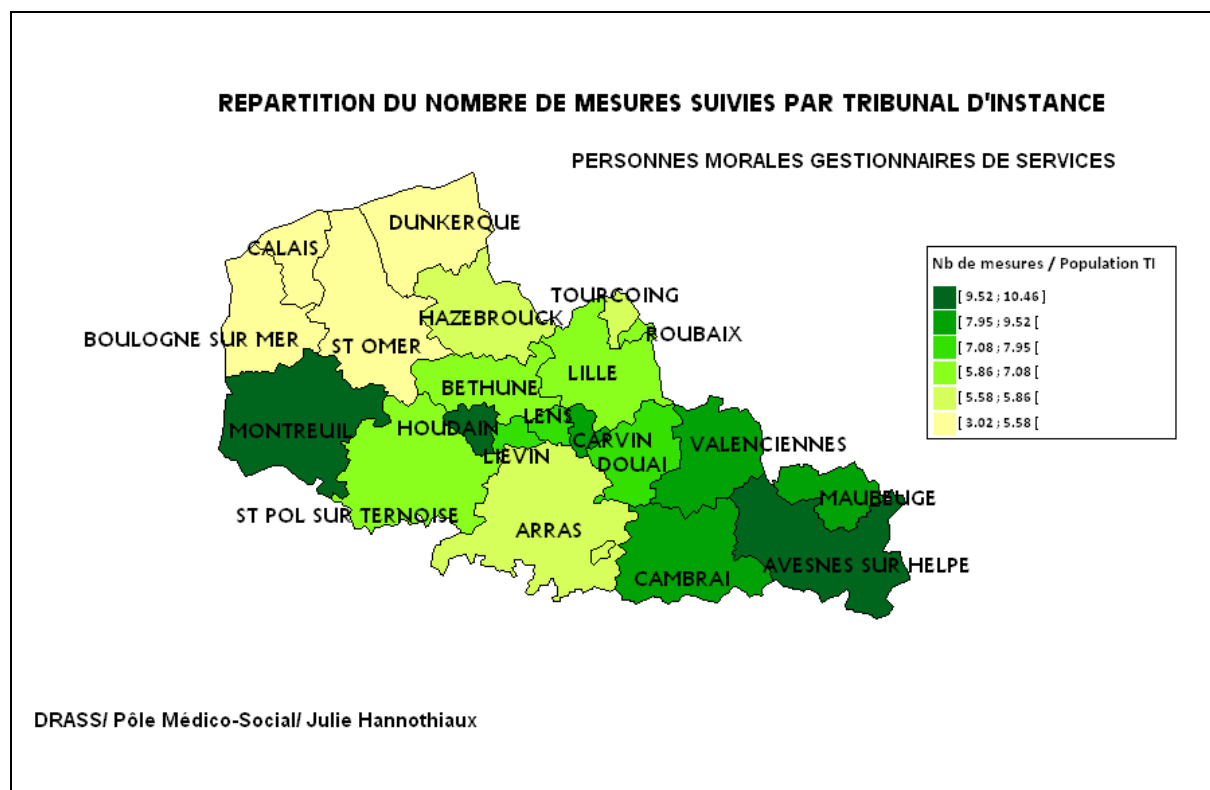 REPARTITION DU NOMBRE DE MESURES SUIVIES PAR TRIBUNAL D'INSTANCE
PERSONNES MORALES GESTIONNAIRES DE SERVICES
DUNKERQUE
CALAIS
TOURCOING
HAZEBROUCK
ROUBAIX
BOULOGNE SUR MER
ST OMER
LILLE
BETHUNE
LENS
MONTREUIL
HOUDAIN
CARVIN
VALENCIENNES
LIEVIN
DOUAI
MAUBEUGE
ST POL SUR TERNOISE
ARRAS
AVESNES SUR HELPE
CAMBRAI
Nb de mesures / Population TI
[ 9.52 ; 10.46 ]
[ 7.95 ; 9.52 [
[ 7.08 ; 7.95 [
[ 5.86 ; 7.08 [
[ 5.58 ; 5.86 [
[ 3.02 ; 5.58 [
DRASS/ Pôle Médico-Social/ Julie Hannothiaux